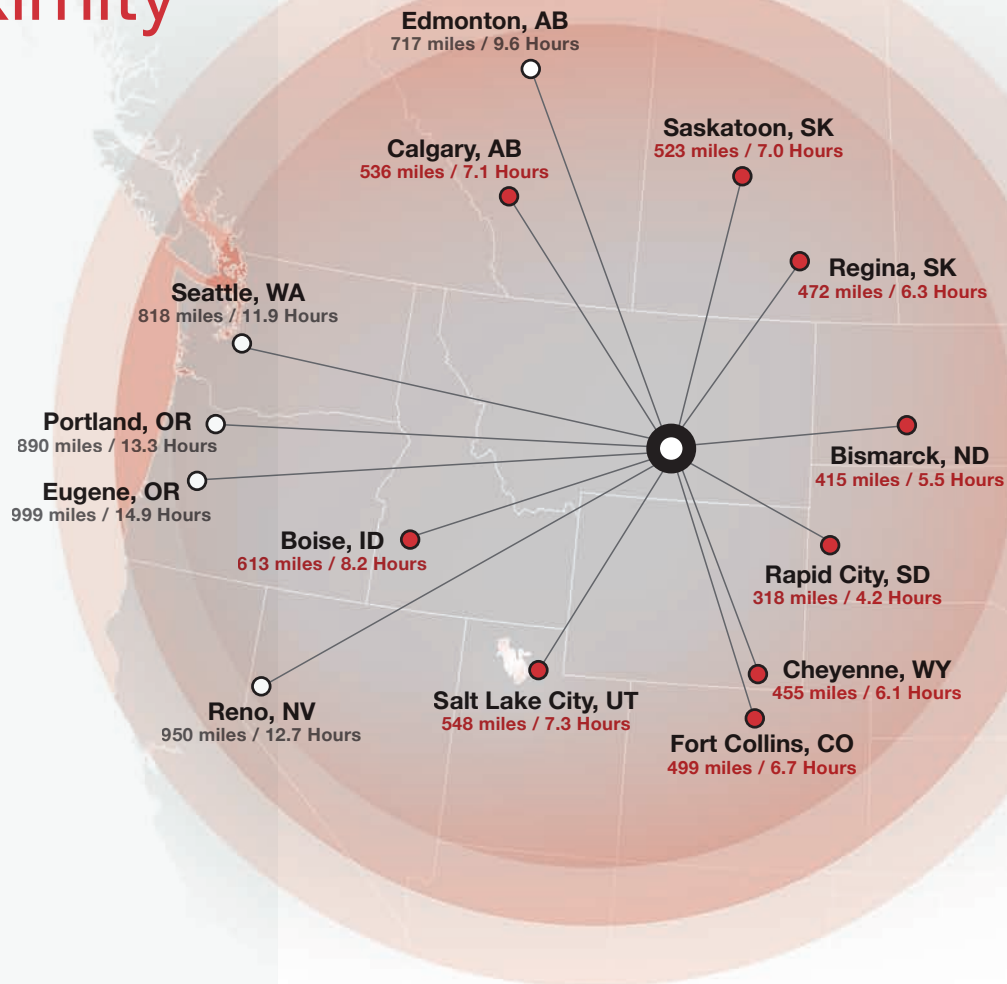 Edmonton, AB
717 miles / 9.6 Hours
Saskatoon, SK
523 miles / 7.0 Hours
Calgary, AB
536 miles / 7.1 Hours
Regina, SK
472 miles / 6.3 Hours
Seattle, WA
818 miles / 11.9 Hours
Portland, OR
890 miles / 13.3 Hours
Bismarck, ND
415 miles / 5.5 Hours
Eugene, OR
999 miles / 14.9 Hours
Boise, ID
613 miles / 8.2 Hours
Rapid City, SD
318 miles / 4.2 Hours
Cheyenne, WY
455 miles / 6.1 Hours
Salt Lake City, UT
548 miles / 7.3 Hours
Reno, NV
950 miles / 12.7 Hours
Fort Collins, CO
499 miles / 6.7 Hours